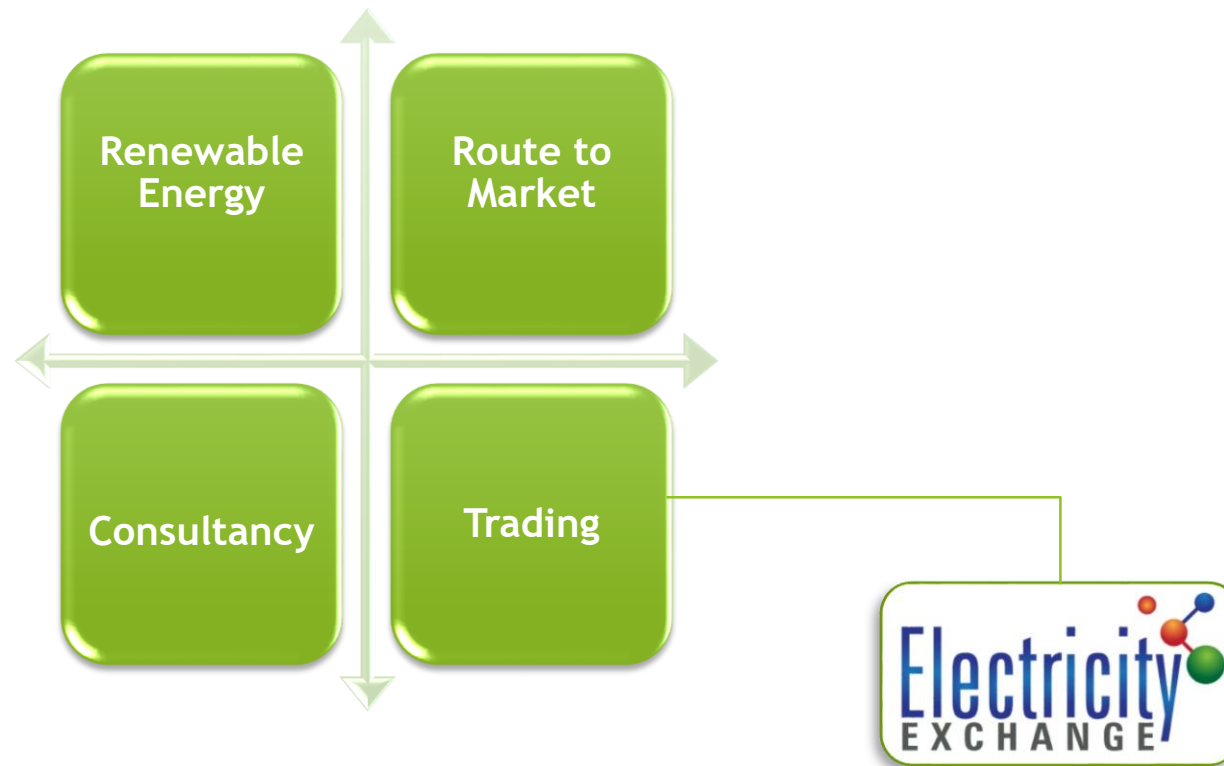 Renewable
Energy
Route to
Market
Consultancy
Trading
Electricity
EXCHANGE